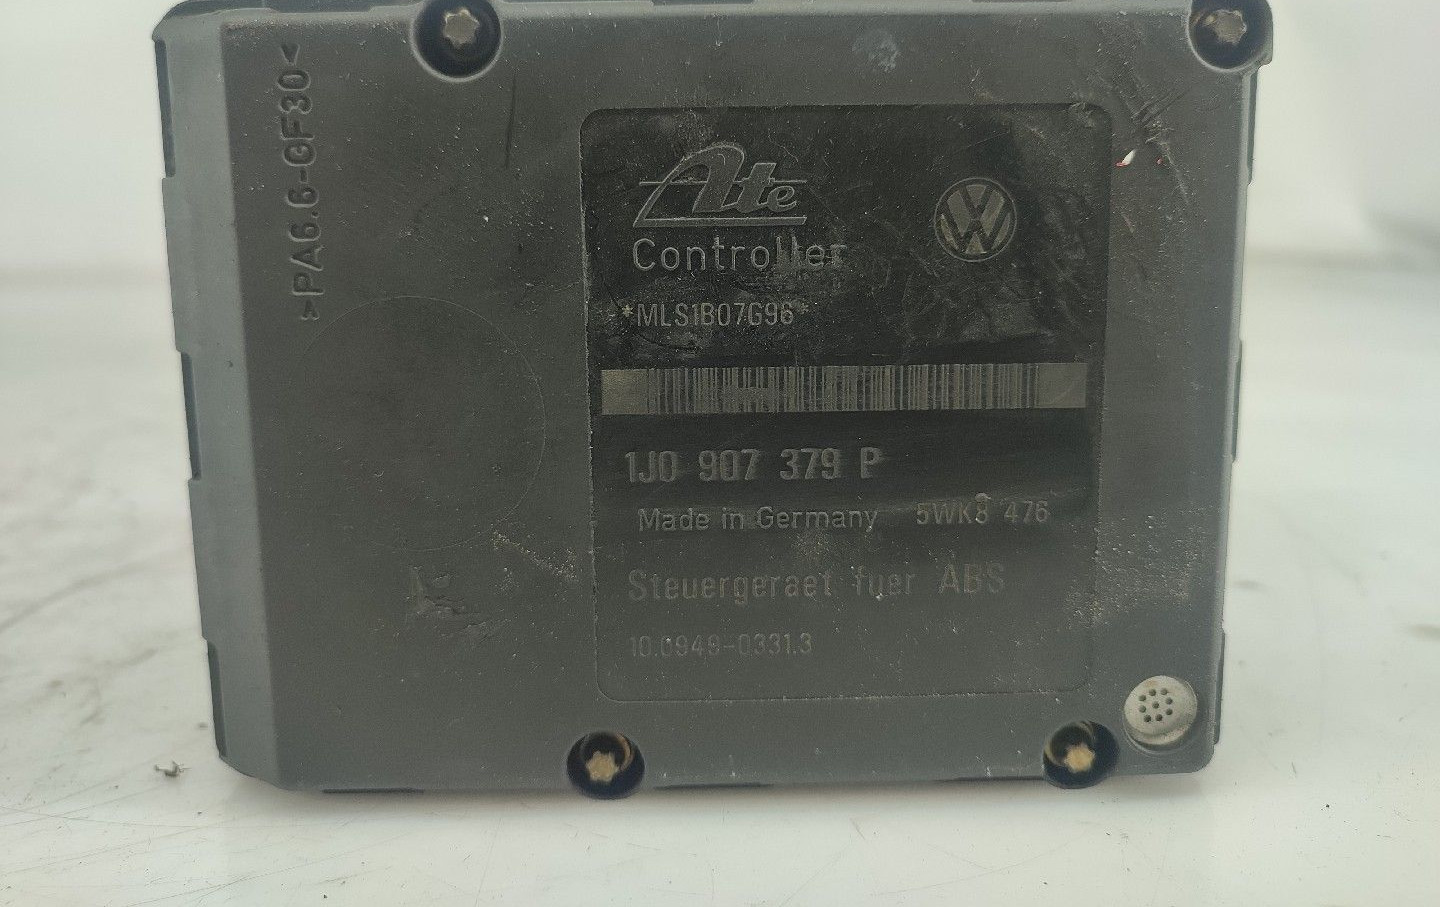 >PA6.6-GF30<
Ate
Controller
*MLS1B07G96*
1J0 907 379 P
Made in Germany 5WK8 476
Steuergeraet fuer ABS
10.0949-0331.3